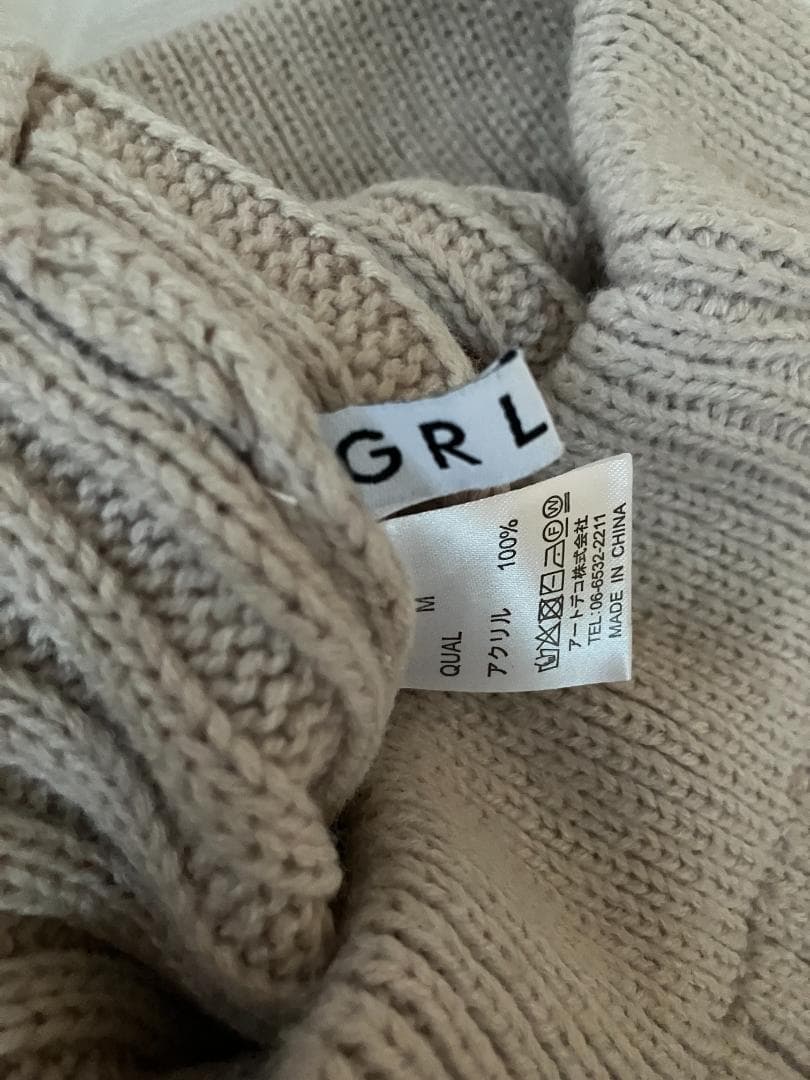 GRL
M
QUAL
アクリル 100%
アートデコ株式会社
TEL:06-6532-2211
MADE IN CHINA